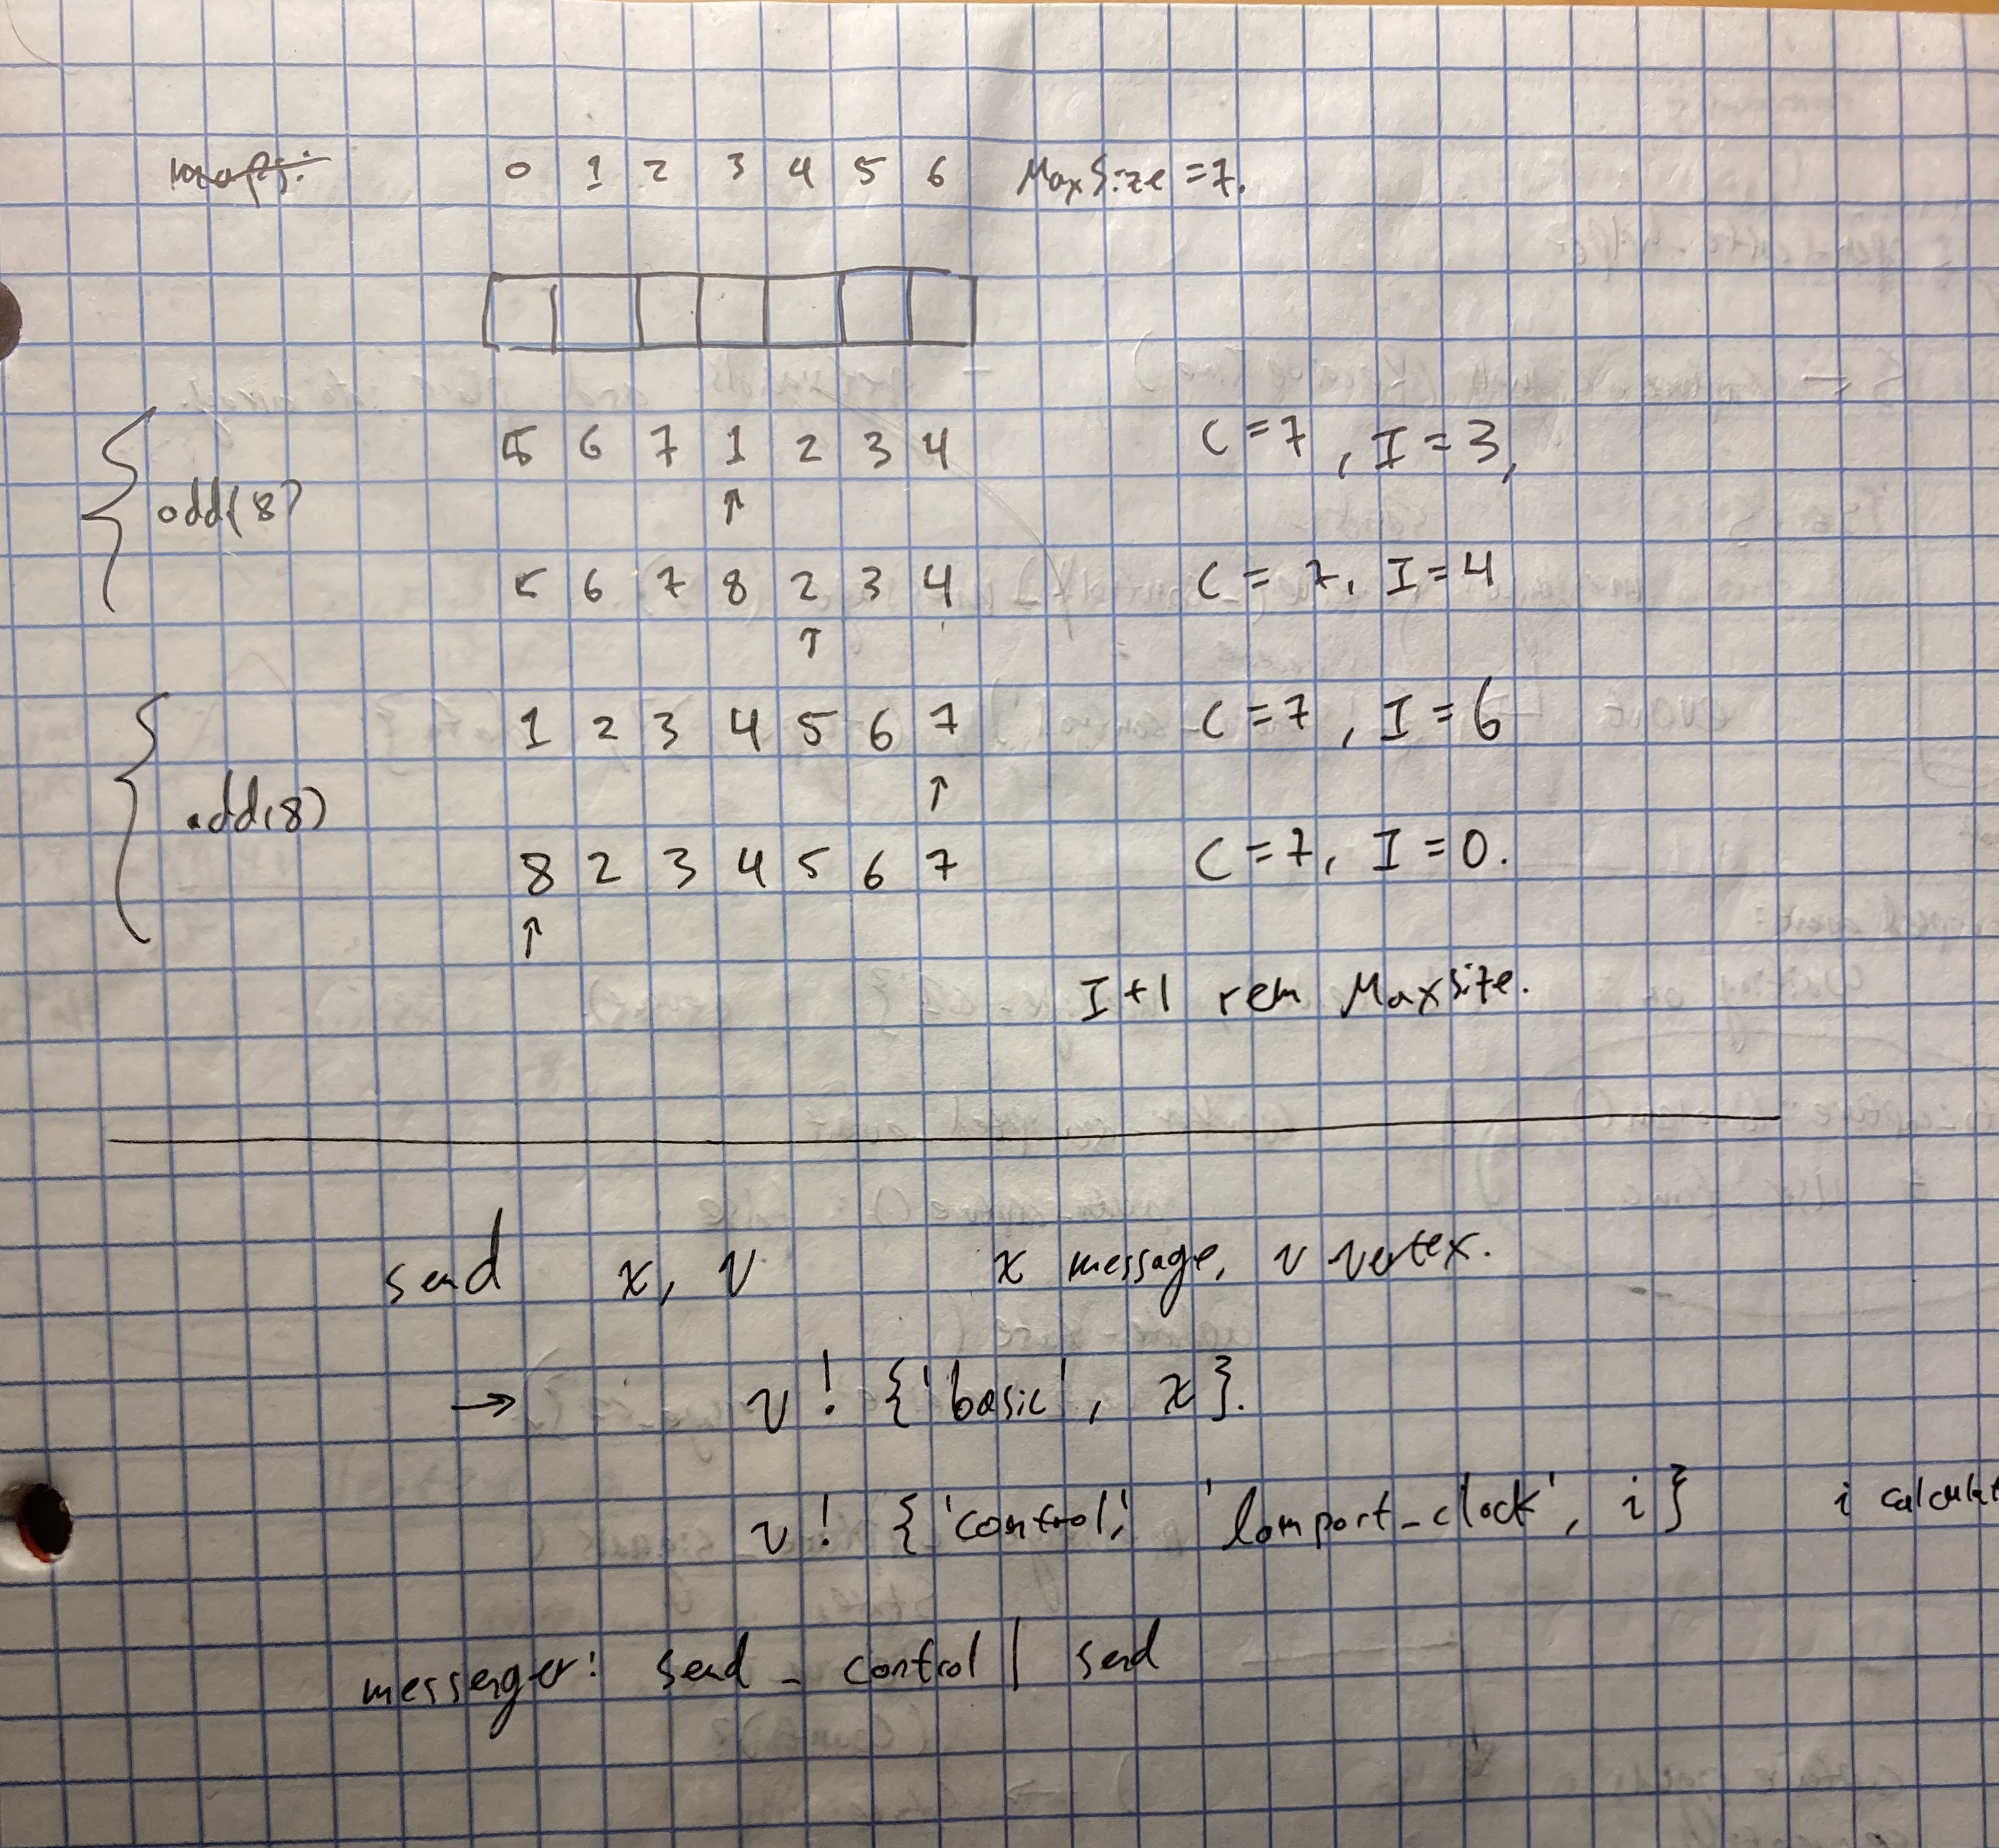 0 1 2 3 4 5 6 MaxSize = 7.
5 6 7 1 2 3 4 C = 7, I = 3,
add(8)
↑
5 6 7 8 2 3 4 C = 7, I = 4
↑
1 2 3 4 5 6 7 C = 7, I = 6
↑
add(8)
8 2 3 4 5 6 7 C = 7, I = 0.
↑
I+1 rem MaxSize.
send x, v x message, v vertex.
→ v ! {'basic', x}.
v ! {'control', 'lamport_clock', i} i calculat
messenger: send_control | send